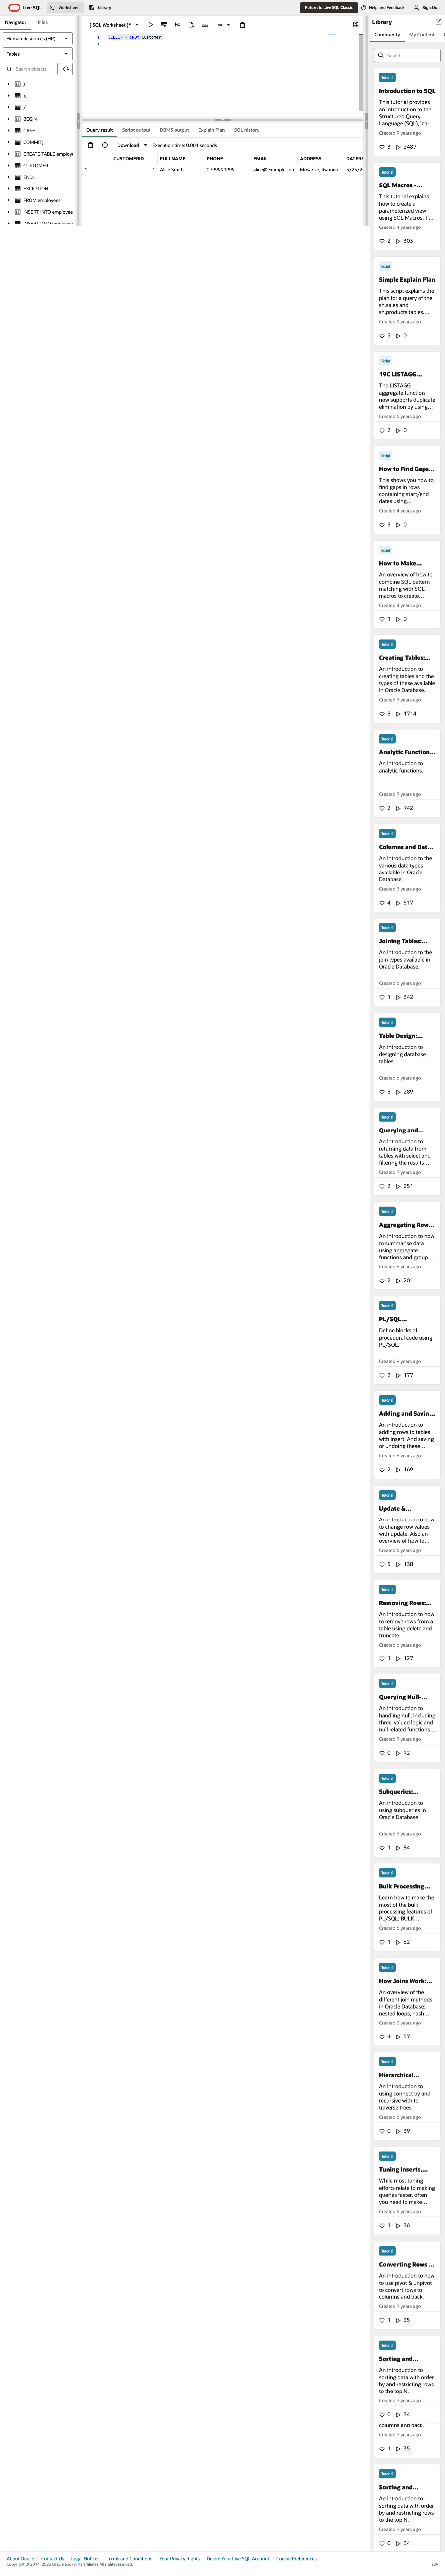 Live SQL
Worksheet
Library
Return to Live SQL Classic
Help and Feedback
Sign Out
Navigator
Files
Human Resources (HR)
Tables
Search objects
)
);
/
BEGIN
CASE
COMMIT;
CREATE TABLE employe
CUSTOMER
END;
EXCEPTION
FROM employees;
INSERT INTO employee
INSERT INTO employee
[ SQL Worksheet ]*
Aa
1 SELECT * FROM Customer;
2
Query result
Script output
DBMS output
Explain Plan
SQL history
Download
Execution time: 0.001 seconds
CUSTOMERID FULLNAME PHONE EMAIL ADDRESS DATERE
1 1 Alice Smith 0799999999 alice@example.com Musanze, Rwanda 5/25/20
Library
Community
My Content
Search
Tutorial
Introduction to SQL
This tutorial provides
an introduction to the
Structured Query
Language (SQL), lear...
Created 9 years ago
3 2487
Tutorial
SQL Macros -...
This tutorial explains
how to create a
parameterized view
using SQL Macros. T...
Created 4 years ago
2 303
Script
Simple Explain Plan
This script explains the
plan for a query of the
sh.sales and
sh.products tables....
Created 9 years ago
5 0
Script
19C LISTAGG...
The LISTAGG
aggregate function
now supports duplicate
elimination by using...
Created 6 years ago
2 0
Script
How to Find Gaps...
This shows you how to
find gaps in rows
containing start/end
dates using...
Created 4 years ago
3 0
Script
How to Make...
An overview of how to
combine SQL pattern
matching with SQL
macros to create...
Created 4 years ago
1 0
Tutorial
Creating Tables:...
An introduction to
creating tables and the
types of these available
in Oracle Database.
Created 7 years ago
8 1714
Tutorial
Analytic Function...
An introduction to
analytic functions.
Created 7 years ago
2 742
Tutorial
Columns and Dat...
An introduction to the
various data types
available in Oracle
Database.
Created 7 years ago
4 517
Tutorial
Joining Tables:...
An introduction to the
join types available in
Oracle Database.
Created 6 years ago
1 342
Tutorial
Table Design:...
An introduction to
designing database
tables.
Created 6 years ago
5 289
Tutorial
Querying and...
An introduction to
returning data from
tables with select and
filtering the results...
Created 7 years ago
2 251
Tutorial
Aggregating Row...
An introduction to how
to summarise data
using aggregate
functions and group...
Created 6 years ago
2 201
Tutorial
PL/SQL...
Define blocks of
procedural code using
PL/SQL.
Created 9 years ago
2 177
Tutorial
Adding and Savin...
An introduction to
adding rows to tables
with insert. And saving
or undoing these...
Created 6 years ago
2 169
Tutorial
Update &...
An introduction to how
to change row values
with update. Also an
overview of how to...
Created 6 years ago
3 138
Tutorial
Removing Rows:...
An introduction to how
to remove rows from a
table using delete and
truncate.
Created 6 years ago
1 127
Tutorial
Querying Null-...
An introduction to
handling null, including
three-valued logic and
null related functions...
Created 7 years ago
0 92
Tutorial
Subqueries:...
An introduction to
using subqueries in
Oracle Database
Created 7 years ago
1 84
Tutorial
Bulk Processing...
Learn how to make the
most of the bulk
processing features of
PL/SQL: BULK...
Created 6 years ago
1 62
Tutorial
How Joins Work:...
An overview of the
different join methods
in Oracle Database:
nested loops, hash...
Created 5 years ago
4 57
Tutorial
Hierarchical...
An introduction to
using connect by and
recursive with to
traverse trees.
Created 6 years ago
0 39
Tutorial
Tuning Inserts,...
While most tuning
efforts relate to making
queries faster, often
you need to make...
Created 5 years ago
1 36
Tutorial
Converting Rows ...
An introduction to how
to use pivot & unpivot
to convert rows to
columns and back.
Created 7 years ago
1 35
Tutorial
Sorting and...
An introduction to
sorting data with order
by and restricting rows
to the top N.
Created 7 years ago
0 34
columns and back.
Created 7 years ago
1 35
Tutorial
Sorting and...
An introduction to
sorting data with order
by and restricting rows
to the top N.
Created 7 years ago
0 34
About Oracle
Contact Us
Legal Notices
Terms and Conditions
Your Privacy Rights
Delete Your Live SQL Account
Cookie Preferences
Copyright © 2014, 2025 Oracle and/or its affiliates All rights reserved.